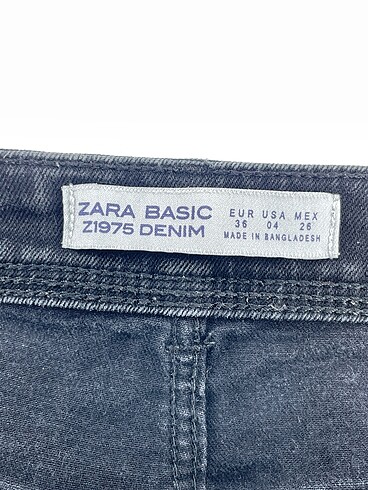 ZARA BASIC
Z1975 DENIM
EUR USA MEX
36 04 26
MADE IN BANGLADESH